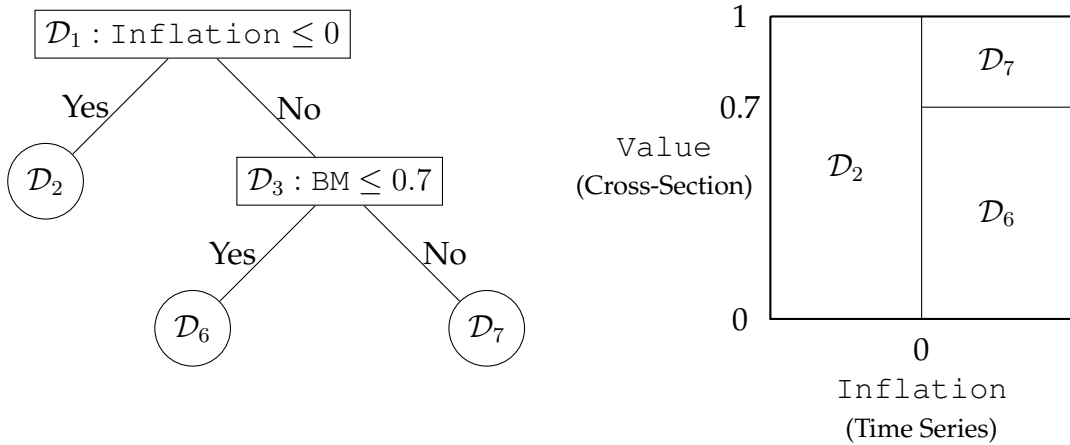 𝒟₁ : Inflation ≤ 0
Yes
No
𝒟₂
𝒟₃ : BM ≤ 0.7
Yes
No
𝒟₆
𝒟₇
1
0.7
0
Value
(Cross-Section)
𝒟₂
𝒟₇
𝒟₆
0
Inflation
(Time Series)